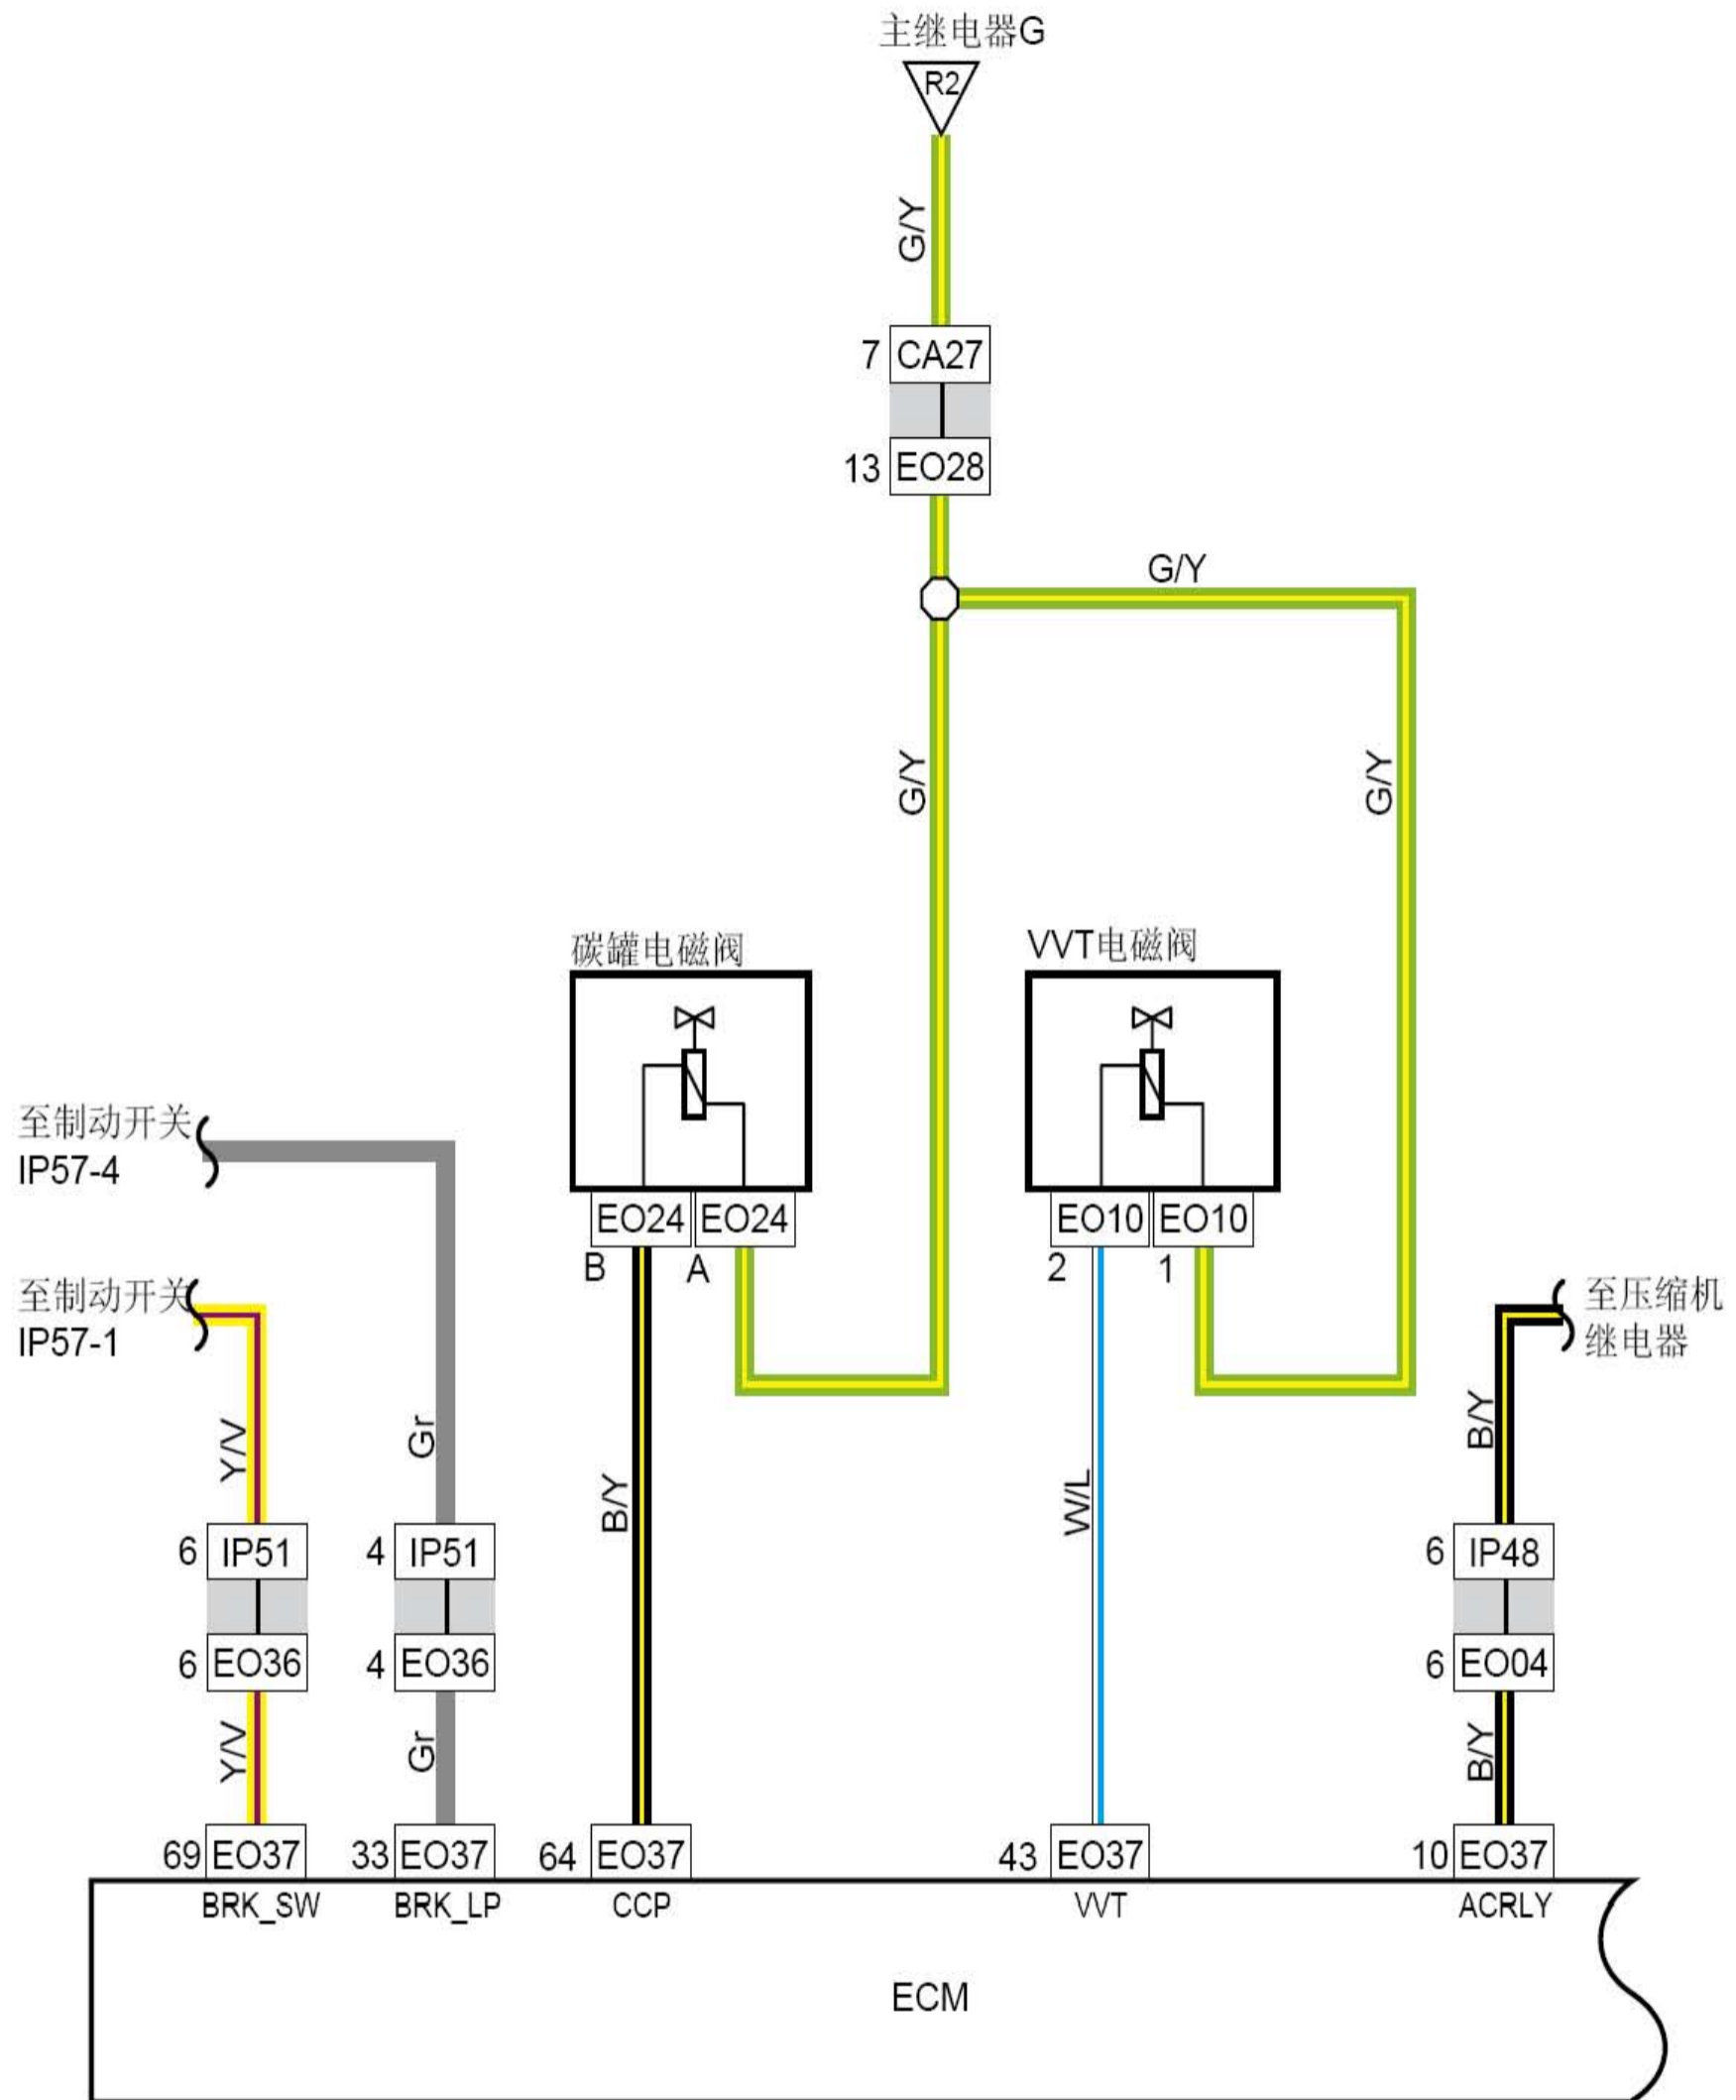 主继电器G
R2
G/Y
7 CA27
13 EO28
G/Y
G/Y
G/Y
碳罐电磁阀
VVT电磁阀
至制动开关
IP57-4
EO24 EO24
B A
EO10 EO10
2 1
至制动开关
IP57-1
至压缩机
继电器
Y/V
Gr
B/Y
W/L
B/Y
6 IP51
4 IP51
6 IP48
6 EO36
4 EO36
6 EO04
Y/V
Gr
B/Y
69 EO37
33 EO37
64 EO37
43 EO37
10 EO37
BRK_SW
BRK_LP
CCP
VVT
ACRLY
ECM